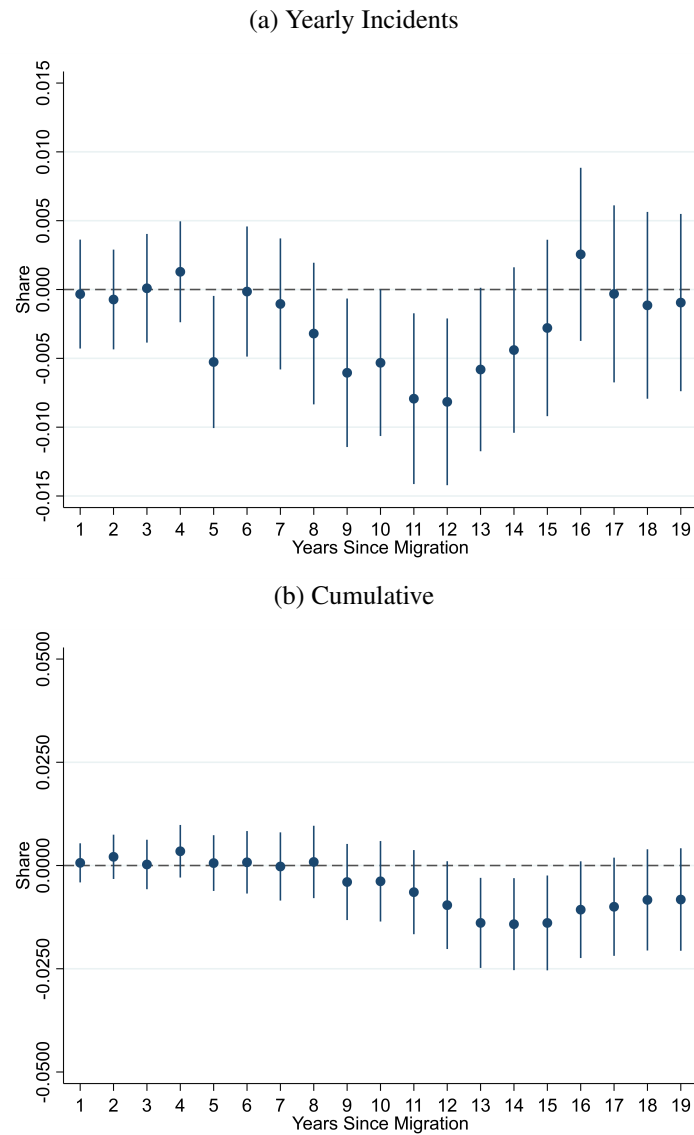 (a) Yearly Incidents
0.015
0.010
0.005
0.000
-0.005
-0.010
-0.015
Share
1 2 3 4 5 6 7 8 9 10 11 12 13 14 15 16 17 18 19
Years Since Migration
(b) Cumulative
0.0500
0.0250
0.0000
-0.0250
-0.0500
Share
1 2 3 4 5 6 7 8 9 10 11 12 13 14 15 16 17 18 19
Years Since Migration